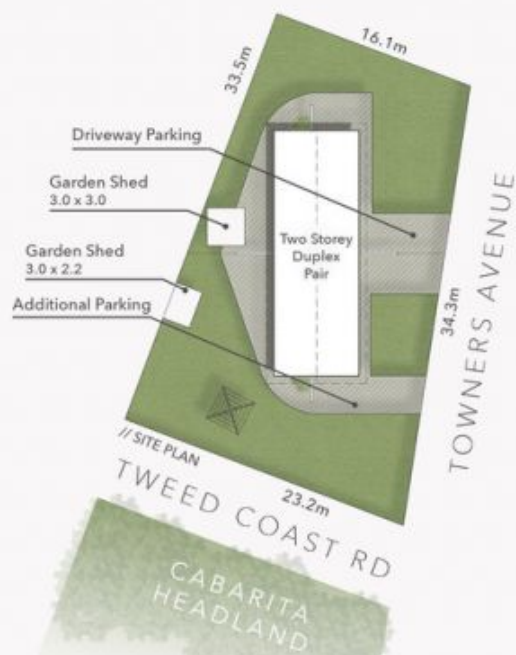 16.1m
33.5m
Driveway Parking
Garden Shed
3.0 x 3.0
Two Storey
Duplex
Pair
Garden Shed
3.0 x 2.2
Additional Parking
34.3m
TOWNERS AVENUE
// SITE PLAN
23.2m
TWEED COAST RD
CABARITA
HEADLAND